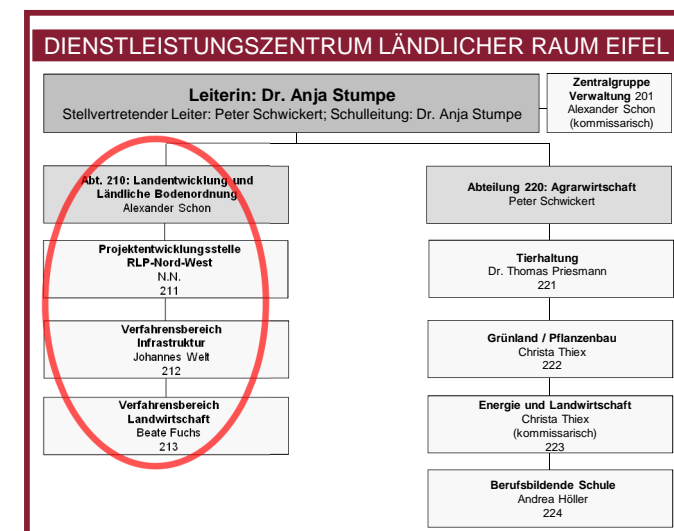 DIENSTLEISTUNGSZENTRUM LÄNDLICHER RAUM EIFEL
Leiterin: Dr. Anja Stumpe
Stellvertretender Leiter: Peter Schwickert; Schulleitung: Dr. Anja Stumpe
Zentralgruppe
Verwaltung 201
Alexander Schon
(kommissarisch)
Abt. 210: Landentwicklung und
Ländliche Bodenordnung
Alexander Schon
Projektentwicklungsstelle
RLP-Nord-West
N.N.
211
Verfahrensbereich
Infrastruktur
Johannes Welt
212
Verfahrensbereich
Landwirtschaft
Beate Fuchs
213
Abteilung 220: Agrarwirtschaft
Peter Schwickert
Tierhaltung
Dr. Thomas Priesmann
221
Grünland / Pflanzenbau
Christa Thiex
222
Energie und Landwirtschaft
Christa Thiex
(kommissarisch)
223
Berufsbildende Schule
Andrea Höller
224